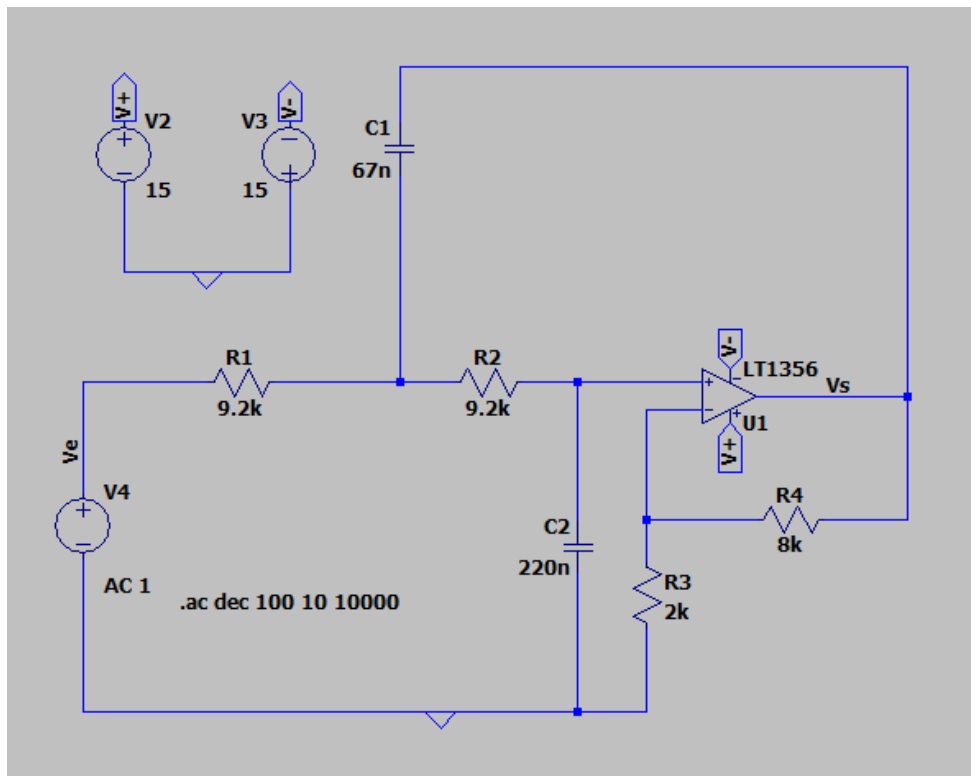 V+
V2
+
−
15
V-
V3
−
+
15
C1
67n
R1
9.2k
R2
9.2k
V-
LT1356
+
−
−
+
U1
V+
Vs
Ve
V4
+
−
AC 1
R4
8k
C2
220n
R3
2k
.ac dec 100 10 10000